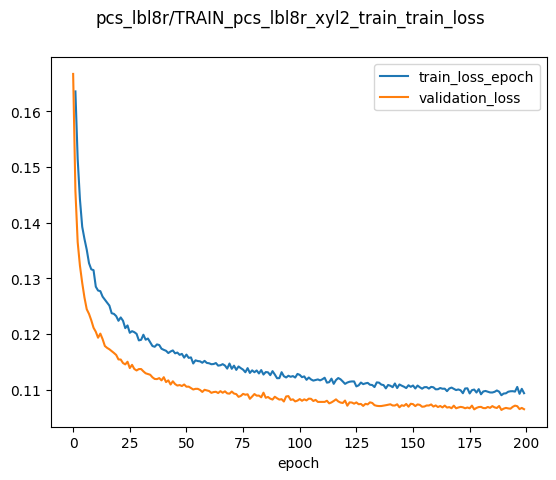 pcs_lbl8r/TRAIN_pcs_lbl8r_xyl2_train_train_loss
train_loss_epoch
validation_loss
0.16
0.15
0.14
0.13
0.12
0.11
0 25 50 75 100 125 150 175 200
epoch